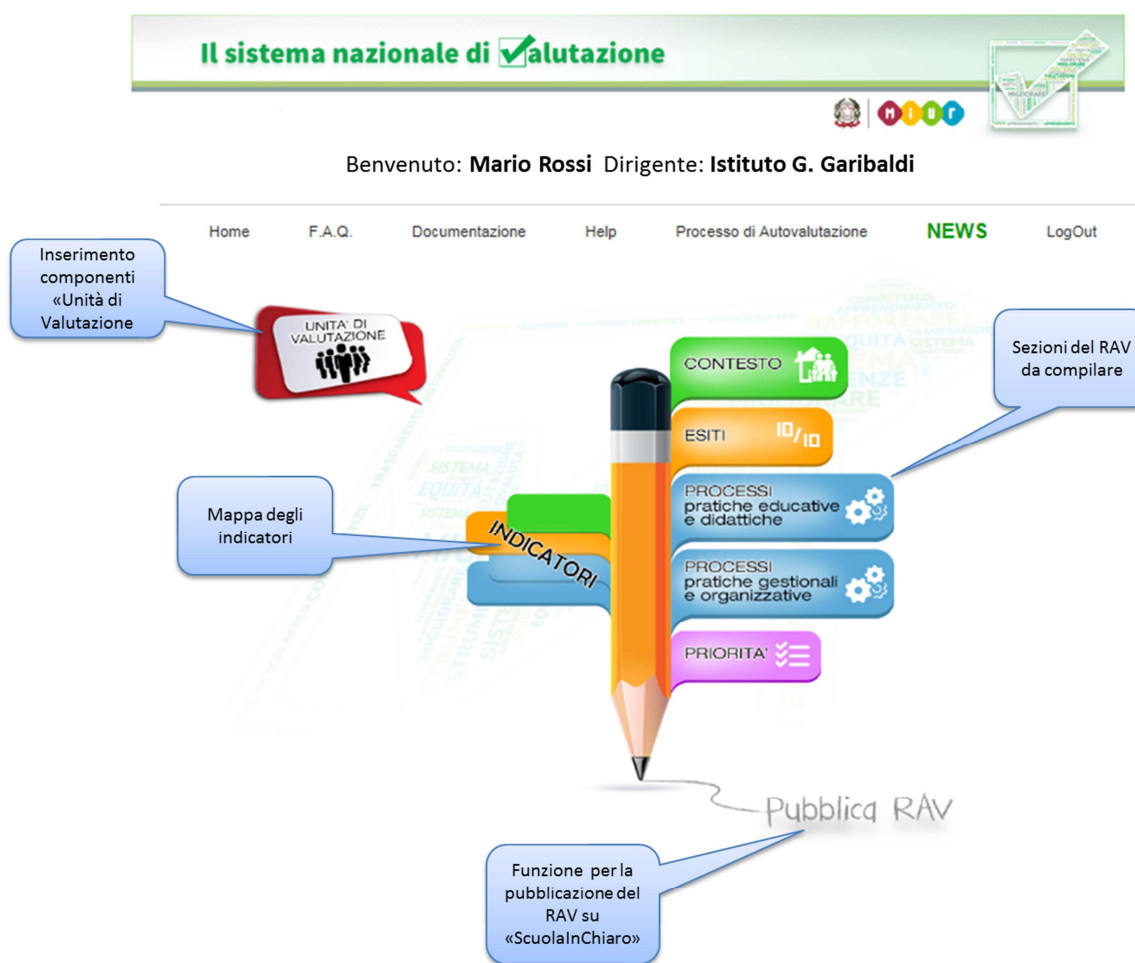 Il sistema nazionale di Valutazione
MIUR
Benvenuto: Mario Rossi Dirigente: Istituto G. Garibaldi
Home F.A.Q. Documentazione Help Processo di Autovalutazione NEWS LogOut
Inserimento
componenti
«Unità di
Valutazione
UNITA' DI
VALUTAZIONE
CONTESTO
ESITI 10/10
PROCESSI
pratiche educative
e didattiche
PROCESSI
pratiche gestionali
e organizzative
PRIORITA'
Sezioni del RAV
da compilare
Mappa degli
indicatori
INDICATORI
Pubblica RAV
Funzione per la
pubblicazione del
RAV su
«ScuolaInChiaro»